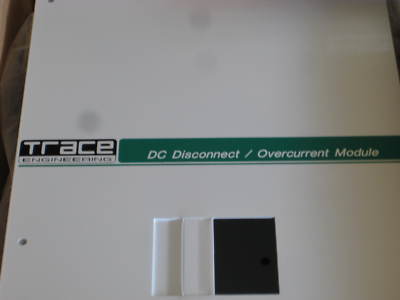 Trace
ENGINEERING
DC Disconnect / Overcurrent Module